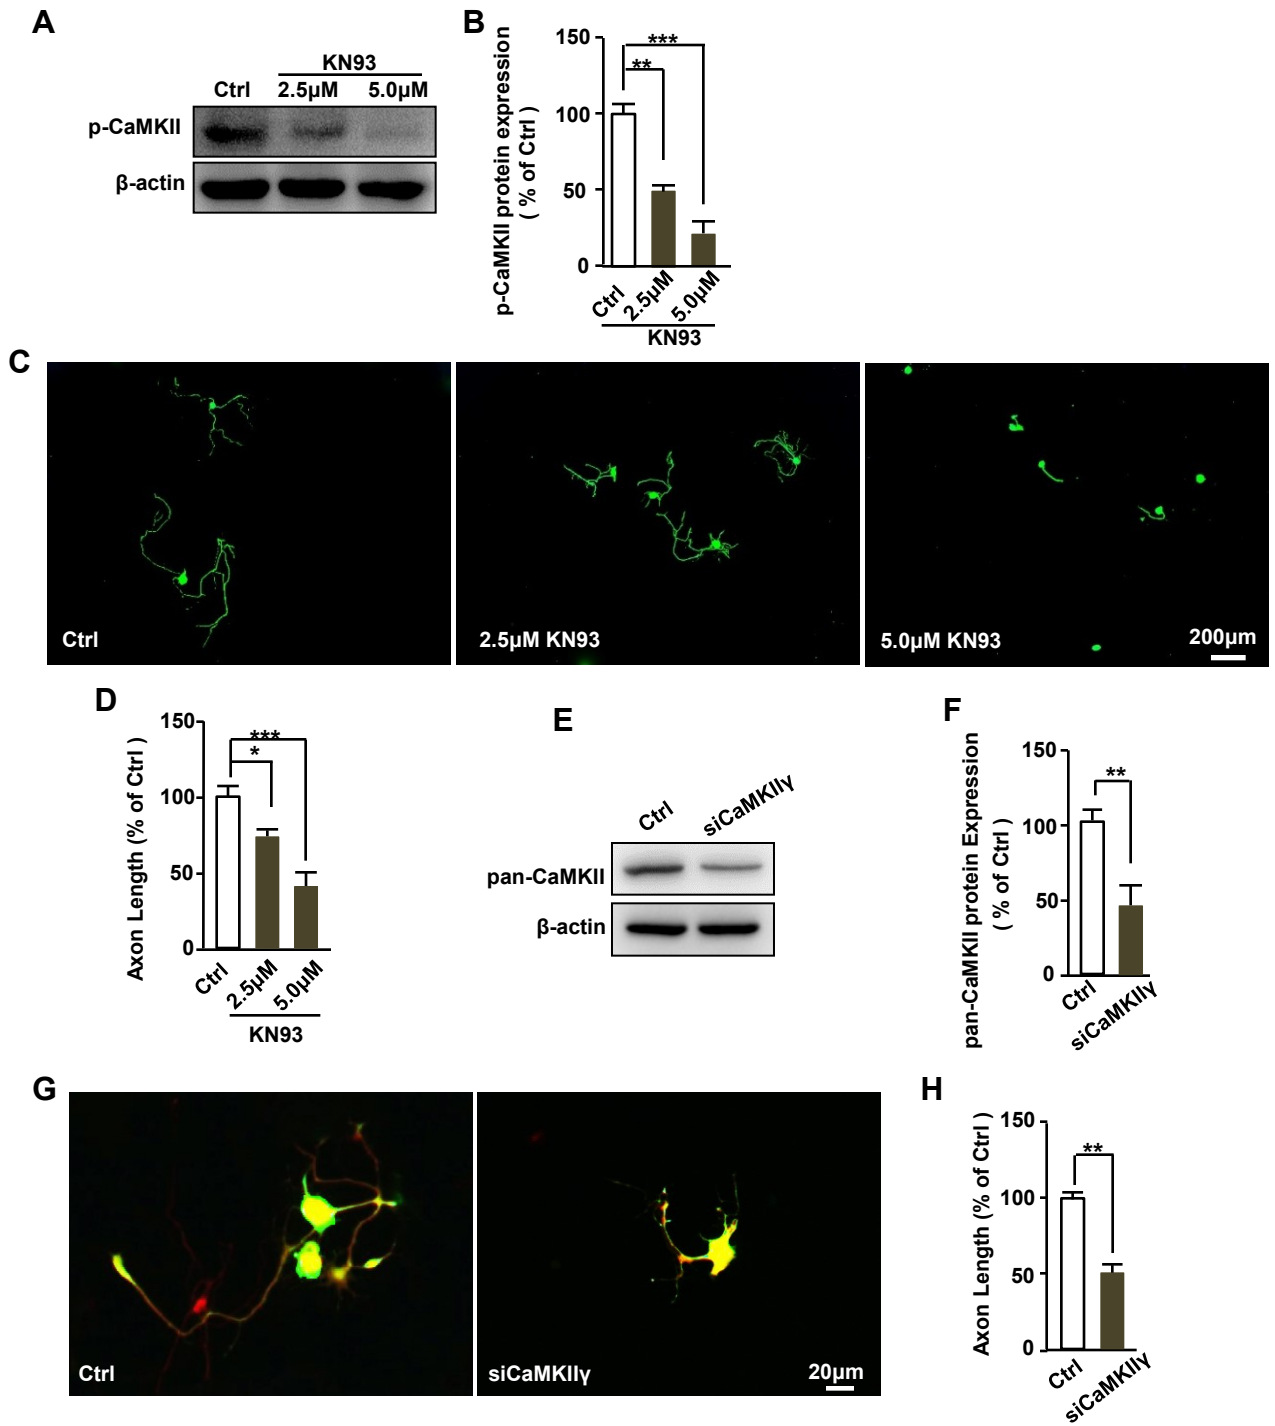 A
KN93
Ctrl 2.5µM 5.0µM
p-CaMKII
β-actin
B
p-CaMKII protein expression
( % of Ctrl )
150
100
50
0
***
**
Ctrl
2.5µM
5.0µM
KN93
C
Ctrl
2.5µM KN93
5.0µM KN93
200µm
D
Axon Length (% of Ctrl )
150
100
50
0
***
*
Ctrl
2.5µM
5.0µM
KN93
E
Ctrl
siCaMKIIγ
pan-CaMKII
β-actin
F
pan-CaMKII protein Expression
( % of Ctrl )
150
100
50
0
**
Ctrl
siCaMKIIγ
G
Ctrl
siCaMKIIγ
20µm
H
Axon Length (% of Ctrl )
150
100
50
0
**
Ctrl
siCaMKIIγ